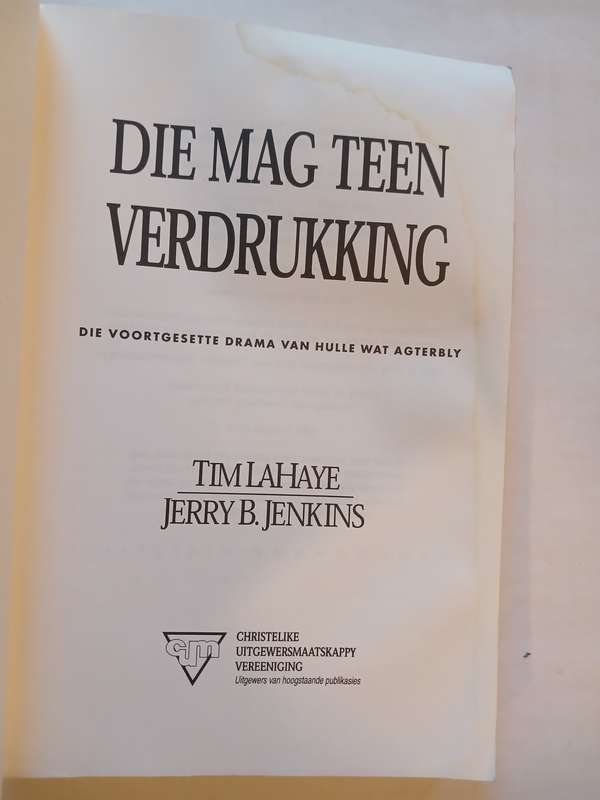 DIE MAG TEEN
VERDRUKKING
DIE VOORTGESETTE DRAMA VAN HULLE WAT AGTERBLY
TIM LAHAYE
JERRY B. JENKINS
cum
CHRISTELIKE
UITGEWERSMAATSKAPPY
VEREENIGING
Uitgewers van hoogstaande publikasies